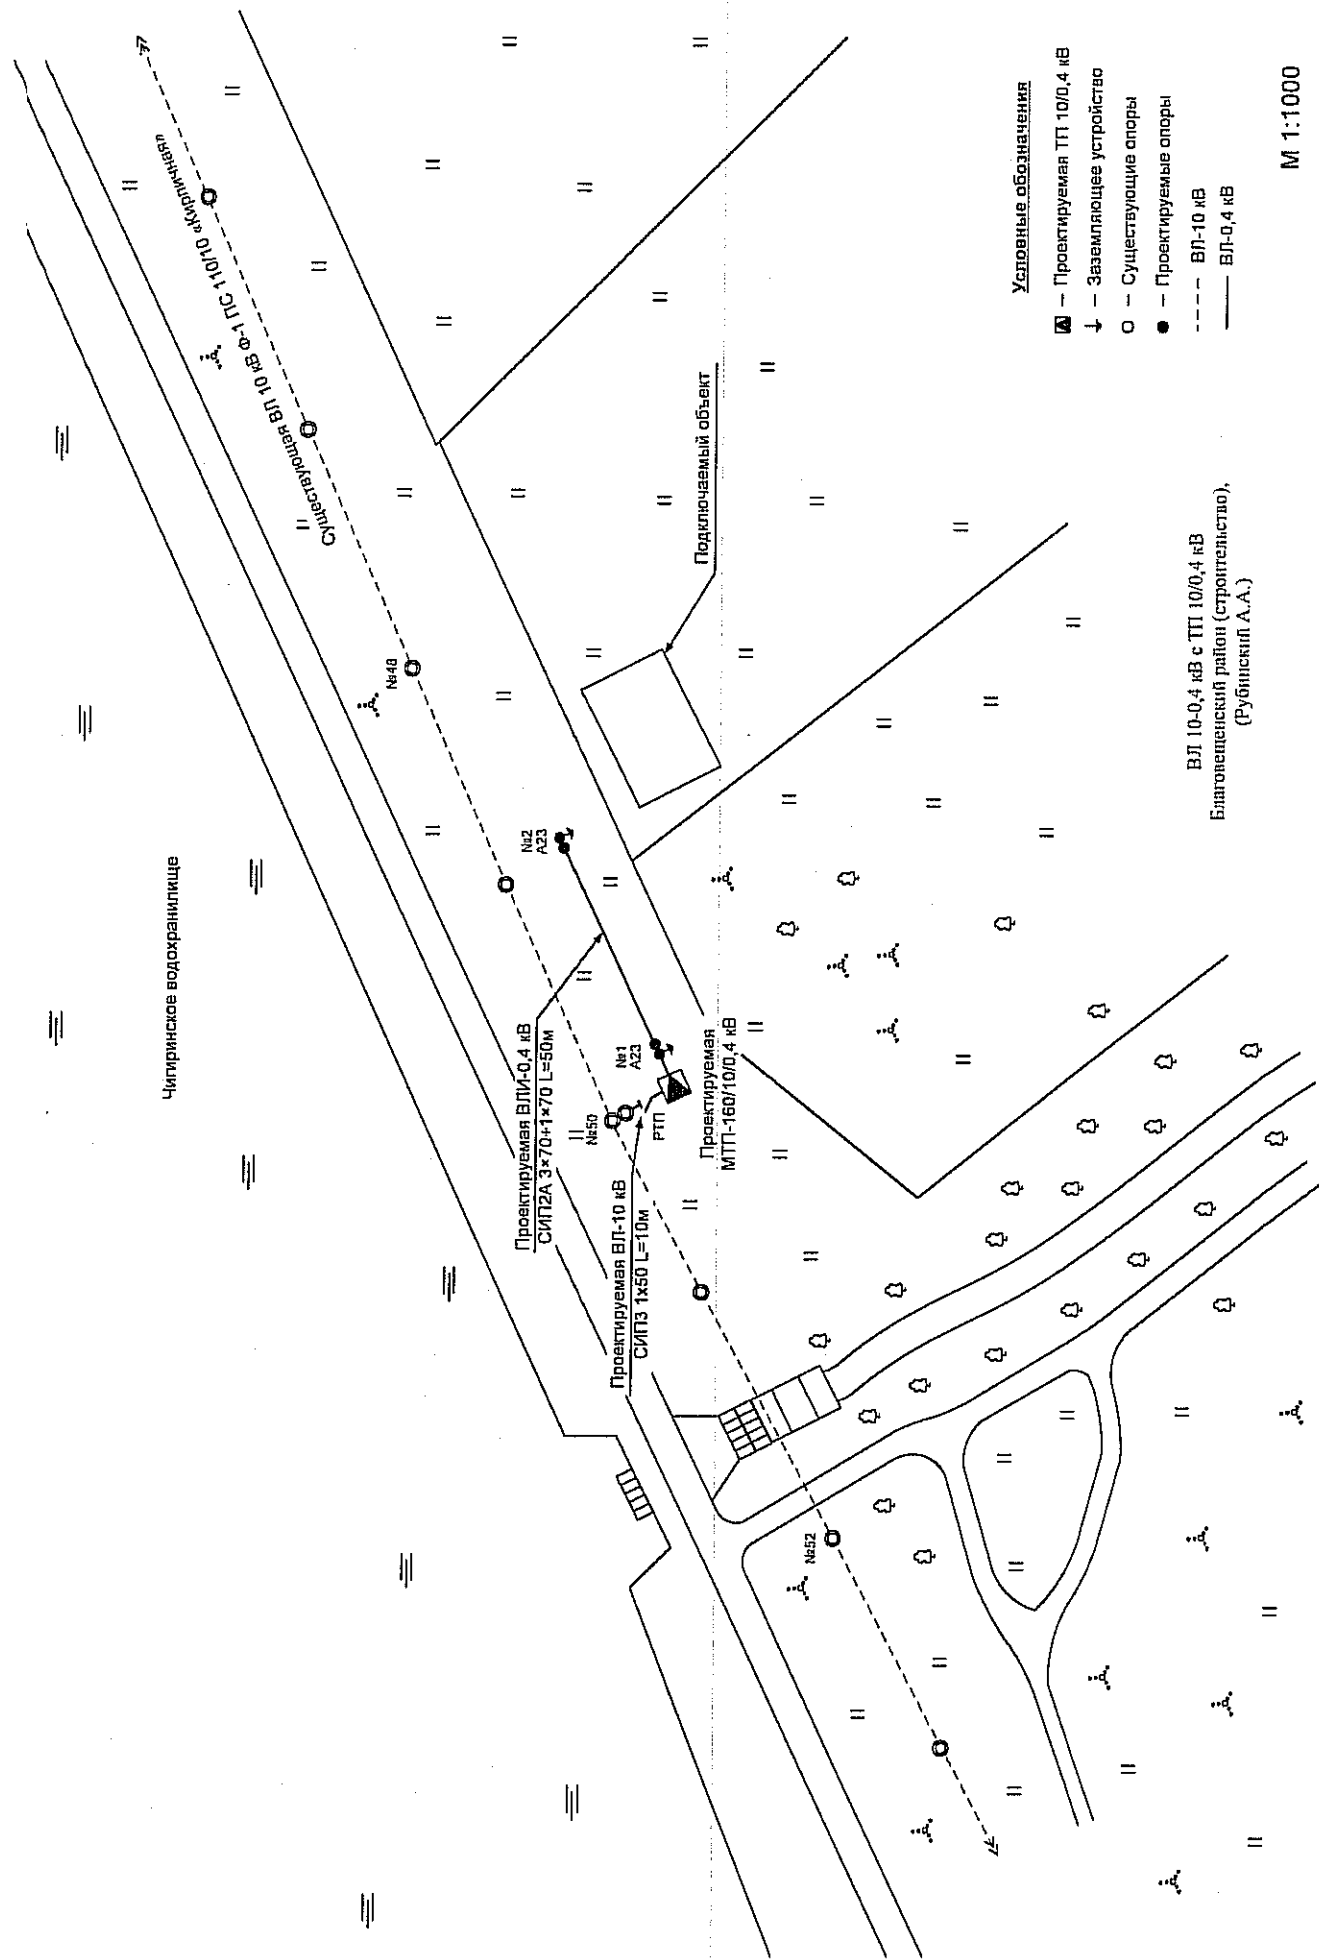 Чигиринское водохранилище
Существующая ВЛ 10 кВ Ф-1 ПС 110/10 «Кирпичная»
№48
Проектируемая ВЛИ-0,4 кВ
СИП2А 3×70+1×70 L=50м
№2
А23
№50
№1
А23
РТП
Проектируемая ВЛ-10 кВ
СИП3 1х50 L=10м
Проектируемая
МТП-160/10/0,4 кВ
Подключаемый объект
№52
Условные обозначения
– Проектируемая ТП 10/0,4 кВ
– Заземляющее устройство
– Существующие опоры
– Проектируемые опоры
ВЛ-10 кВ
ВЛ-0,4 кВ
ВЛ 10-0,4 кВ с ТП 10/0,4 кВ
Благовещенский район (строительство),
(Рубинский А.А.)
М 1:1000